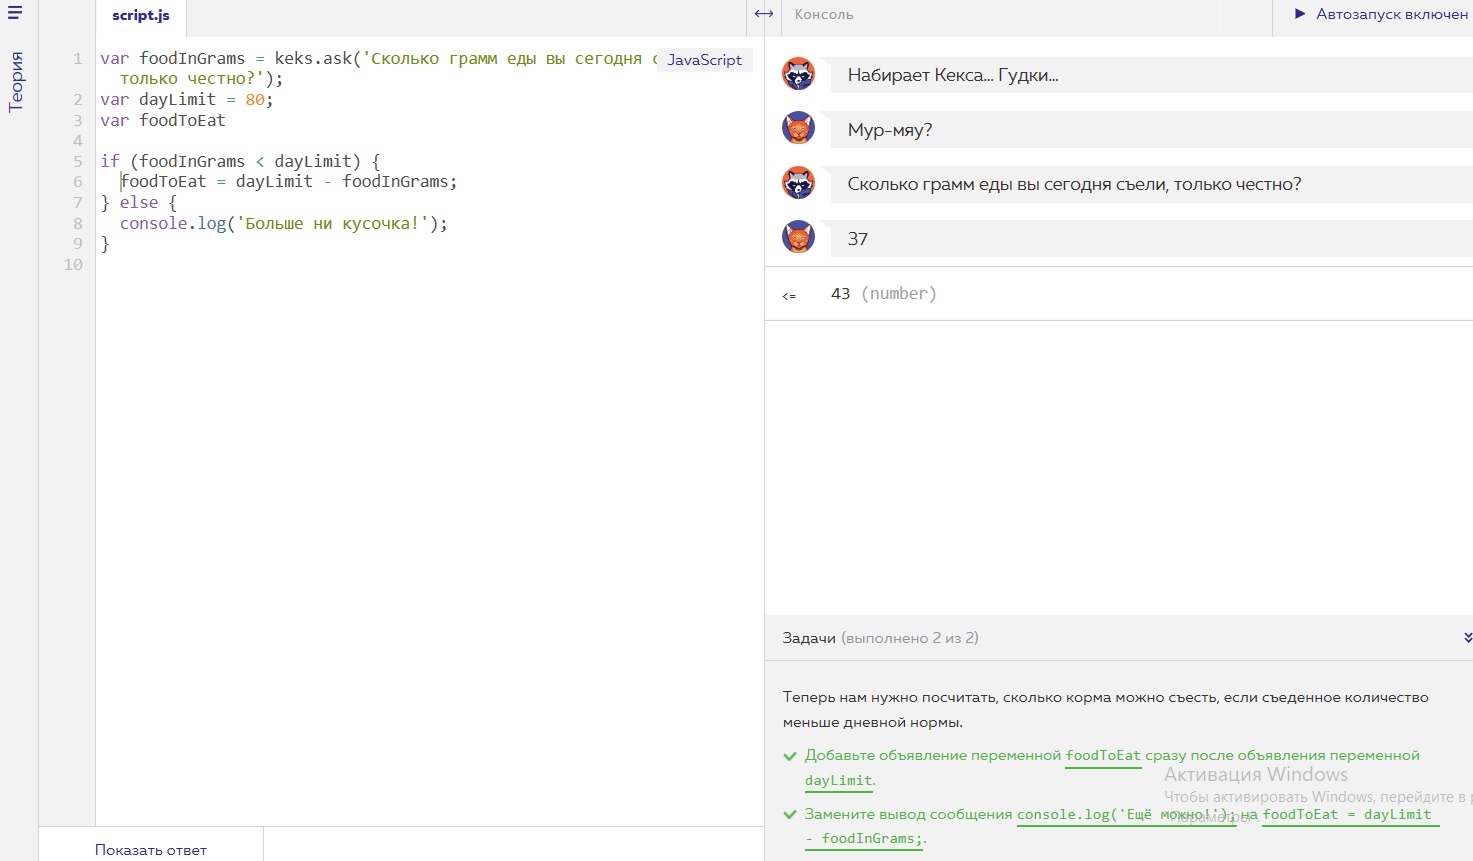 script.js
Консоль
Автозапуск включен
Теория
JavaScript
1 var foodInGrams = keks.ask('Сколько грамм еды вы сегодня с
только честно?');
2 var dayLimit = 80;
3 var foodToEat
4
5 if (foodInGrams < dayLimit) {
6 foodToEat = dayLimit - foodInGrams;
7 } else {
8 console.log('Больше ни кусочка!');
9 }
10
Показать ответ
Набирает Кекса... Гудки...
Мур-мяу?
Сколько грамм еды вы сегодня съели, только честно?
37
<= 43 (number)
Задачи (выполнено 2 из 2)
Теперь нам нужно посчитать, сколько корма можно съесть, если съеденное количество
меньше дневной нормы.
Добавьте объявление переменной foodToEat сразу после объявления переменной
dayLimit.
Замените вывод сообщения console.log('Ещё можно!'); на foodToEat = dayLimit
- foodInGrams;.
Активация Windows
Чтобы активировать Windows, перейдите в
"Параметры".